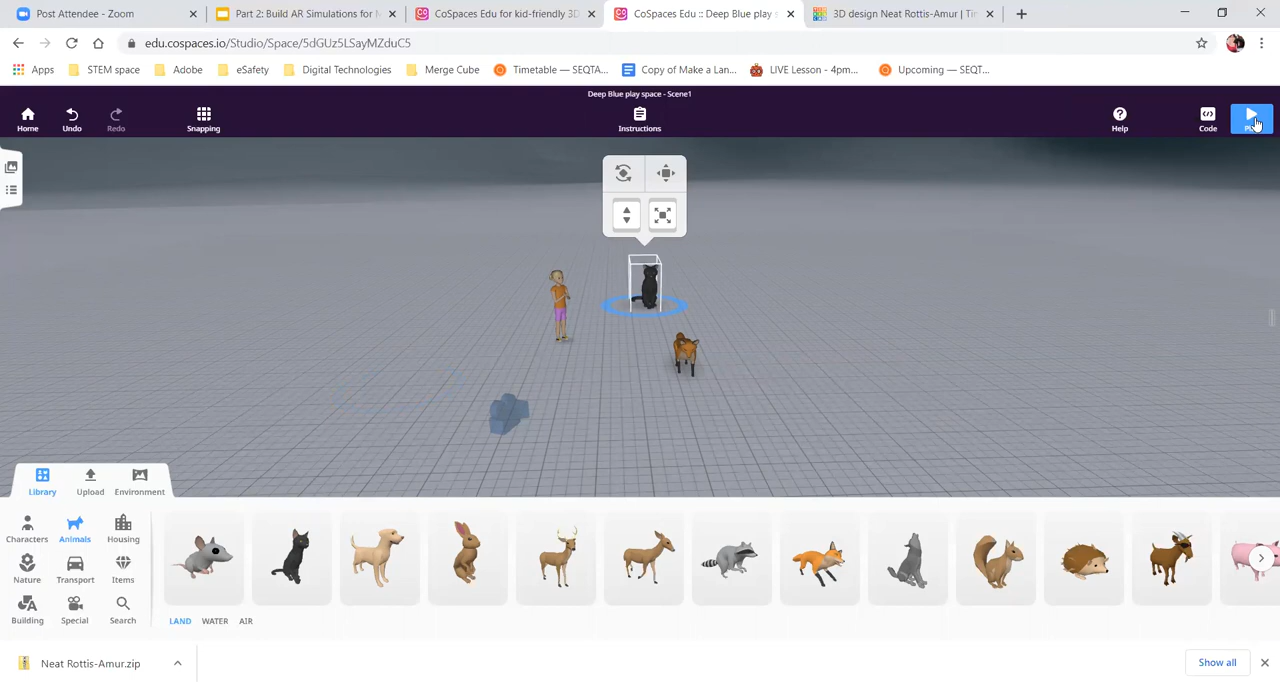 Post Attendee - Zoom
Part 2: Build AR Simulations for M
CoSpaces Edu for kid-friendly 3D
CoSpaces Edu :: Deep Blue play s
3D design Neat Rottis-Amur | Tin
edu.cospaces.io/Studio/Space/5dGUz5LSayMZduC5
Apps
STEM space
Adobe
eSafety
Digital Technologies
Merge Cube
Timetable — SEQTA...
Copy of Make a Lan...
LIVE Lesson - 4pm...
Upcoming — SEQT...
Deep Blue play space - Scene1
Home
Undo
Redo
Snapping
Instructions
Help
Code
Library
Upload
Environment
Characters
Animals
Housing
Nature
Transport
Items
Building
Special
Search
LAND
WATER
AIR
Neat Rottis-Amur.zip
Show all